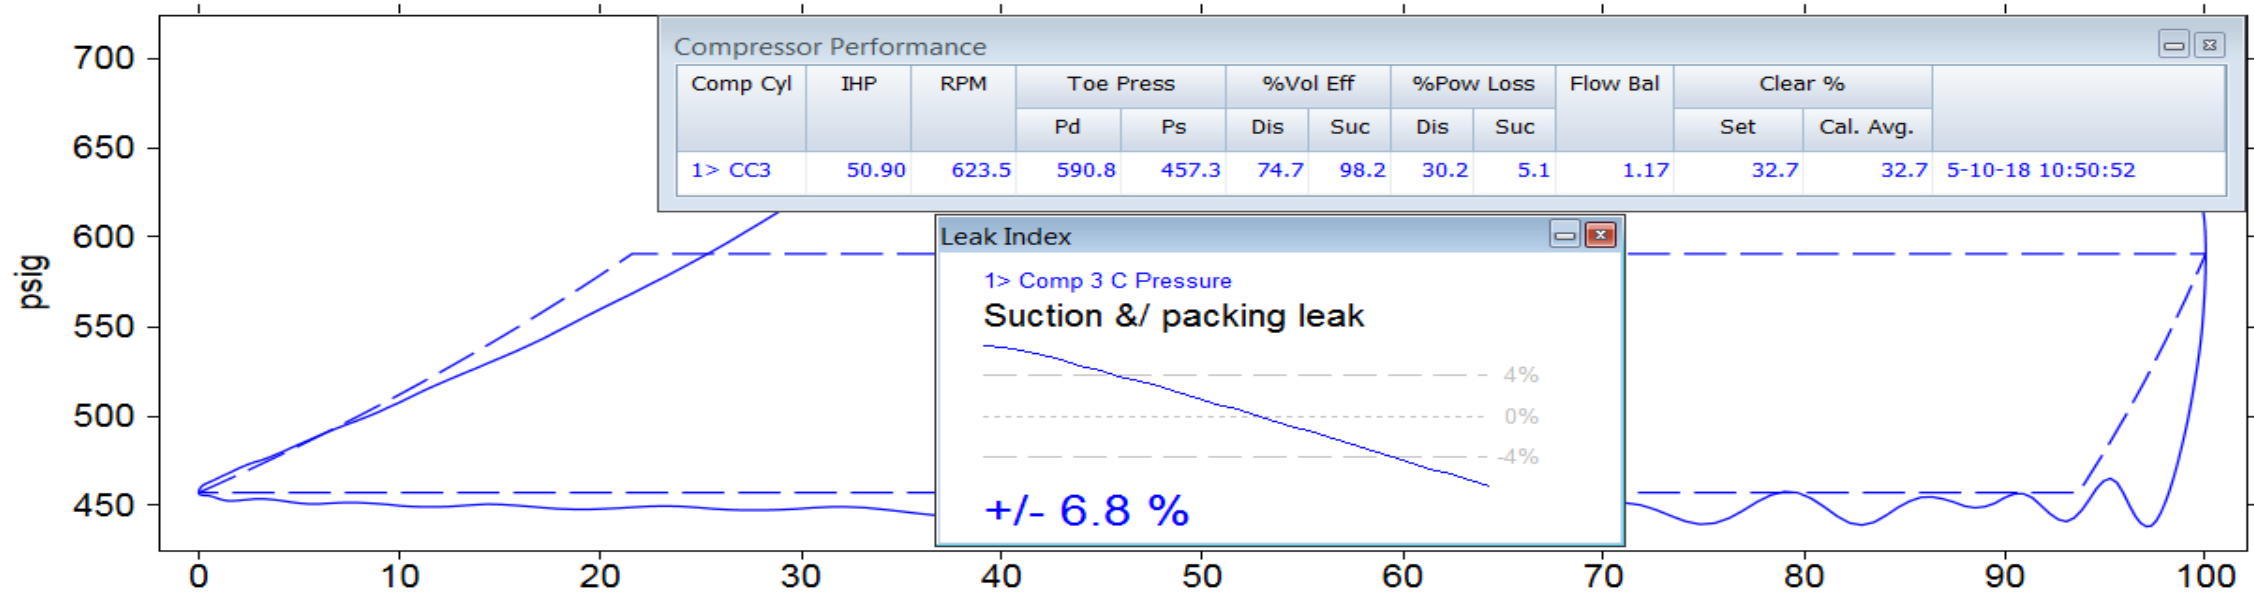 Compressor Performance
Comp Cyl IHP RPM Toe Press %Vol Eff %Pow Loss Flow Bal Clear %
Pd Ps Dis Suc Dis Suc Set Cal. Avg.
1> CC3 50.90 623.5 590.8 457.3 74.7 98.2 30.2 5.1 1.17 32.7 32.7 5-10-18 10:50:52
Leak Index
1> Comp 3 C Pressure
Suction &/ packing leak
4%
0%
-4%
+/- 6.8 %
psig
700
650
600
550
500
450
0 10 20 30 40 50 60 70 80 90 100